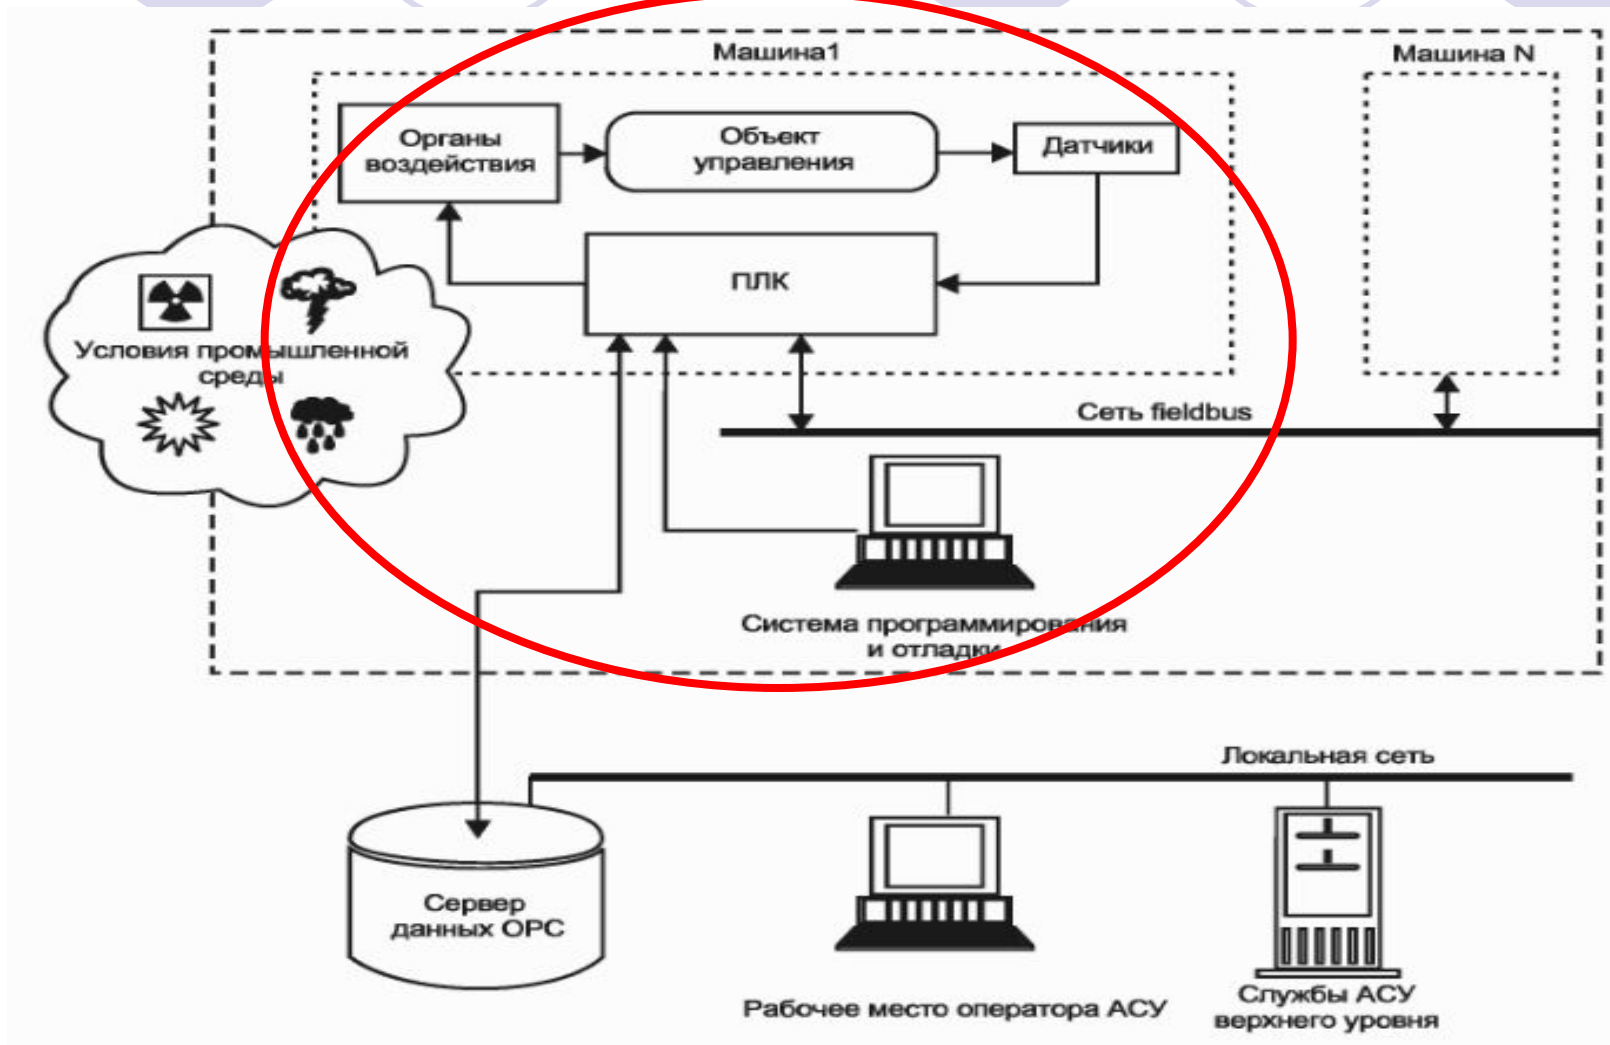 Машина1
Машина N
Органы
воздействия
Объект
управления
Датчики
ПЛК
Условия промышленной
среды
Сеть fieldbus
Система программирования
и отладки
Локальная сеть
Сервер
данных OPC
Рабочее место оператора АСУ
Службы АСУ
верхнего уровня